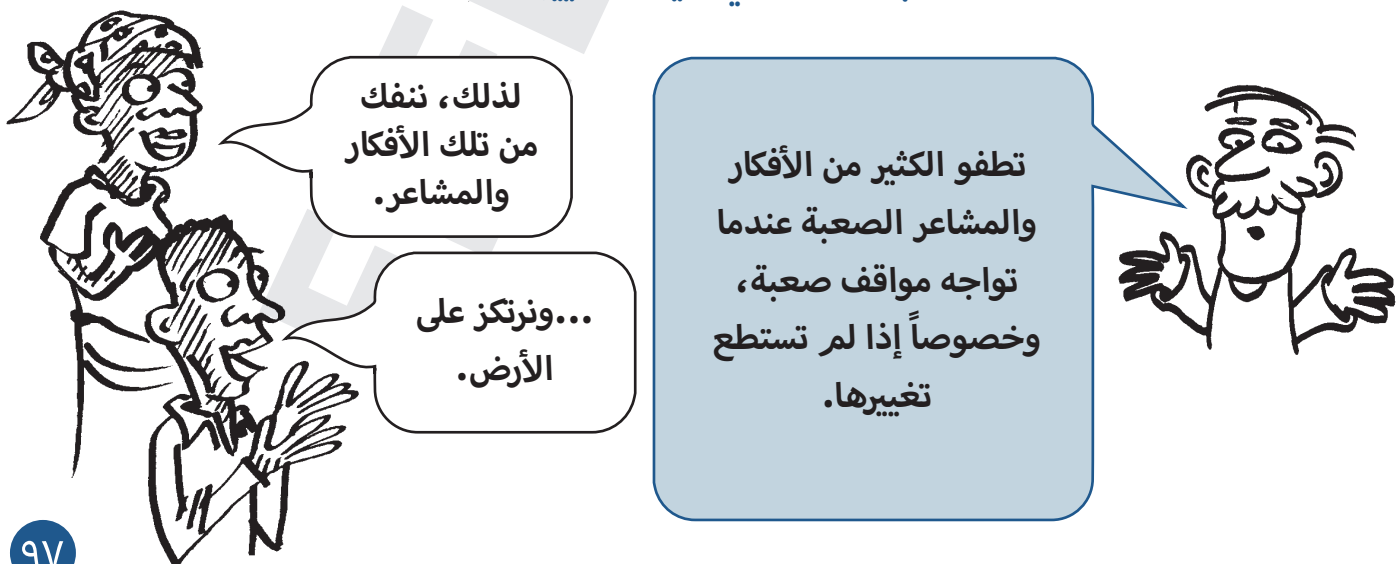 تطفو الكثير من الأفكار
والمشاعر الصعبة عندما
تواجه مواقف صعبة،
وخصوصاً إذا لم تستطع
تغييرها.
لذلك، ننفك
من تلك الأفكار
والمشاعر.
...ونرتكز على
الأرض.
٩٧